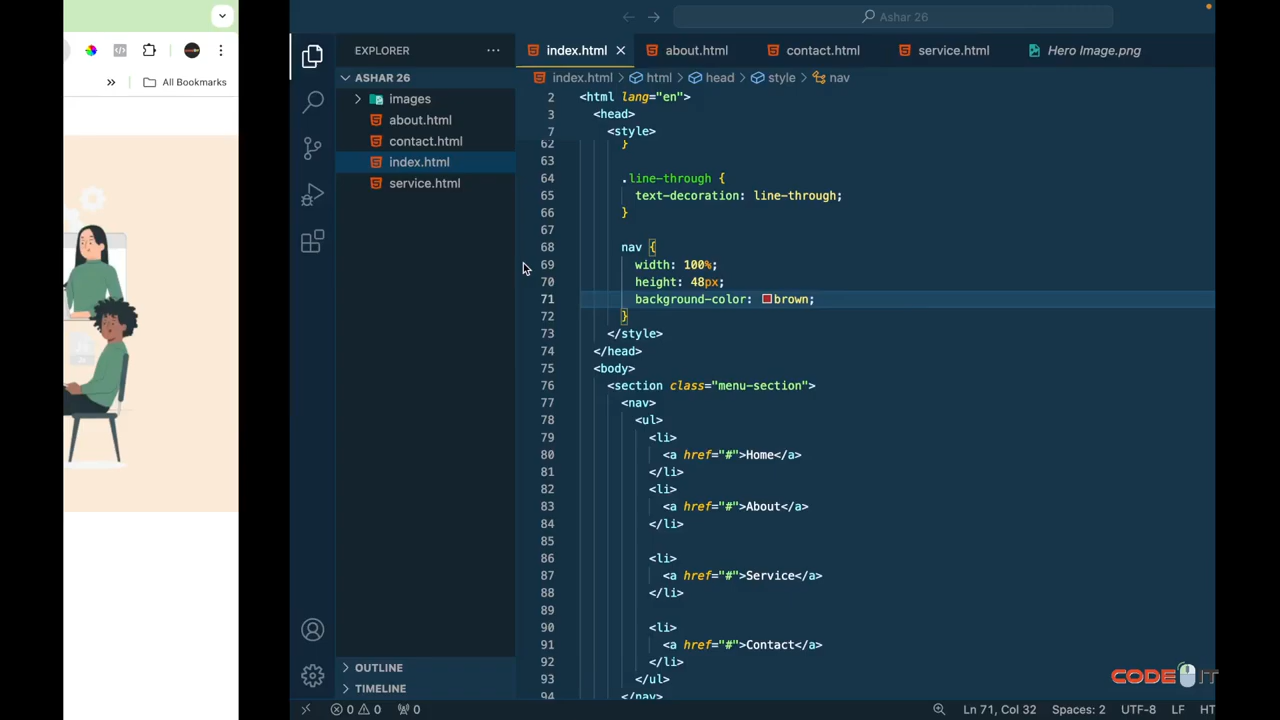 Ashar 26
All Bookmarks
EXPLORER
ASHAR 26
images
about.html
contact.html
index.html
service.html
OUTLINE
TIMELINE
index.html
about.html
contact.html
service.html
Hero Image.png
index.html > html > head > style > nav
2 <html lang="en">
3 <head>
7 <style>
62 }
63
64 .line-through {
65 text-decoration: line-through;
66 }
67
68 nav {
69 width: 100%;
70 height: 48px;
71 background-color: brown;
72 }
73 </style>
74 </head>
75 <body>
76 <section class="menu-section">
77 <nav>
78 <ul>
79 <li>
80 <a href="#">Home</a>
81 </li>
82 <li>
83 <a href="#">About</a>
84 </li>
85
86 <li>
87 <a href="#">Service</a>
88 </li>
89
90 <li>
91 <a href="#">Contact</a>
92 </li>
93 </ul>
94 </nav>
CODE IT
0 0 0
Ln 71, Col 32 Spaces: 2 UTF-8 LF HT